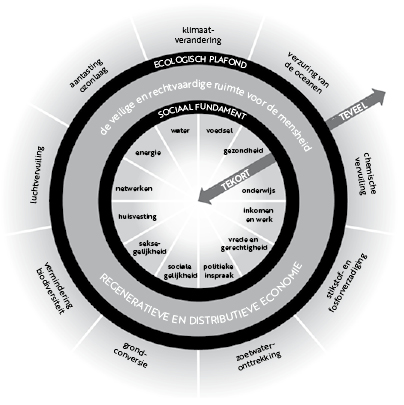 klimaat-
verandering
verzuring van
de oceanen
chemische
vervuiling
stikstof- en
fosforverzadiging
zoetwater-
onttrekking
grond-
conversie
vermindering
biodiversiteit
luchtvervuiling
aantasting
ozonlaag
ECOLOGISCH PLAFOND
de veilige en rechtvaardige ruimte voor de mensheid
SOCIAAL FUNDAMENT
TEVEEL
TEKORT
water
voedsel
gezondheid
onderwijs
inkomen
en werk
vrede en
gerechtigheid
politieke
inspraak
sociale
gelijkheid
sekse-
gelijkheid
huisvesting
netwerken
energie
REGENERATIEVE EN DISTRIBUTIEVE ECONOMIE